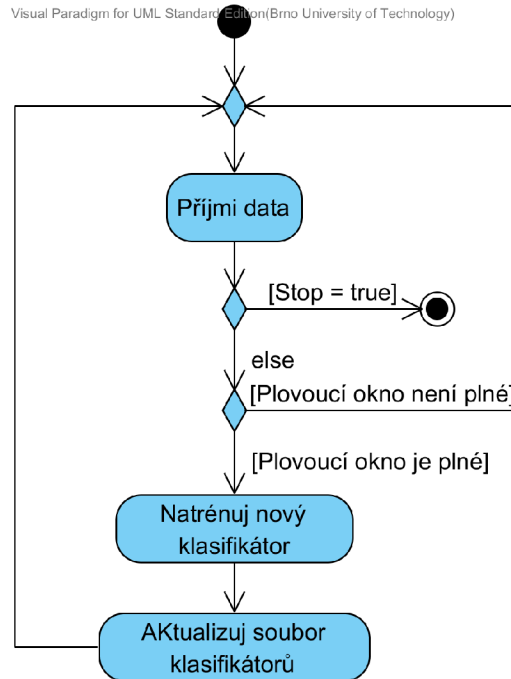 Visual Paradigm for UML Standard Edition(Brno University of Technology)
Příjmi data
[Stop = true]
else
[Plovoucí okno není plné]
[Plovoucí okno je plné]
Natrénuj nový
klasifikátor
AKtualizuj soubor
klasifikátorů